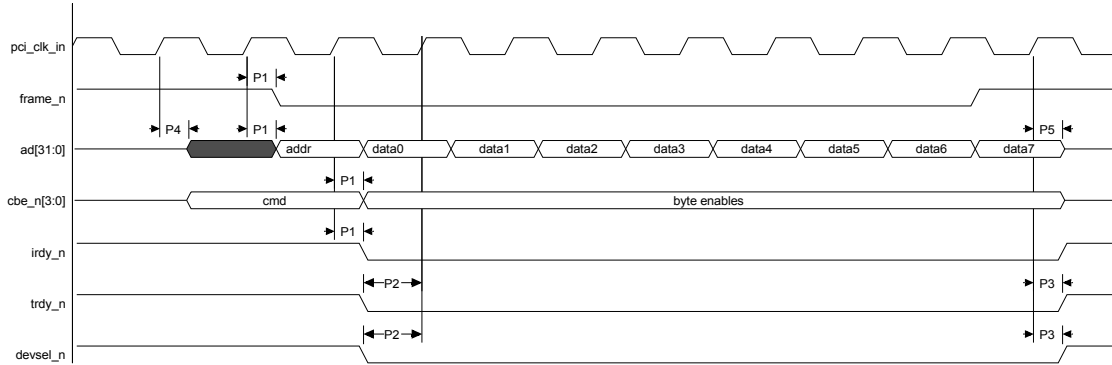 pci_clk_in
P1
frame_n
P4
P1
P5
ad[31:0]
addr
data0
data1
data2
data3
data4
data5
data6
data7
P1
cbe_n[3:0]
cmd
byte enables
P1
irdy_n
P2
P3
trdy_n
P2
P3
devsel_n